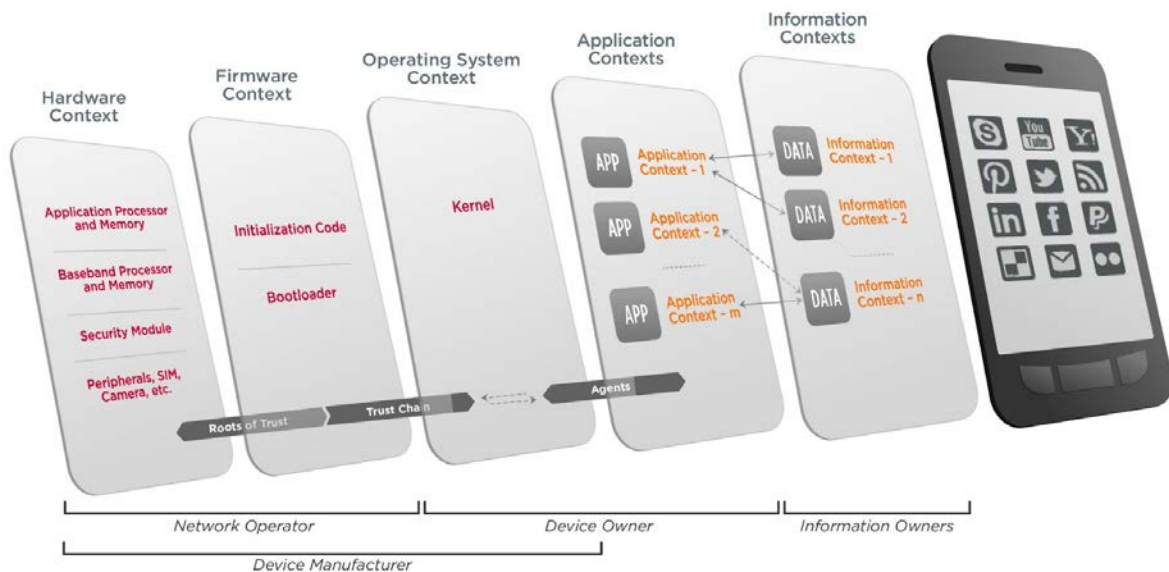 Hardware
Context
Firmware
Context
Operating System
Context
Application
Contexts
Information
Contexts
Application Processor
and Memory
Baseband Processor
and Memory
Security Module
Peripherals, SIM,
Camera, etc.
Initialization Code
Bootloader
Kernel
APP
Application
Context - 1
APP
Application
Context - 2
APP
Application
Context - m
DATA
Information
Context - 1
DATA
Information
Context - 2
DATA
Information
Context - n
Roots of Trust
Trust Chain
Agents
You
Tube
Y!
in
f
Network Operator
Device Owner
Information Owners
Device Manufacturer